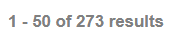 1 - 50 of 273 results